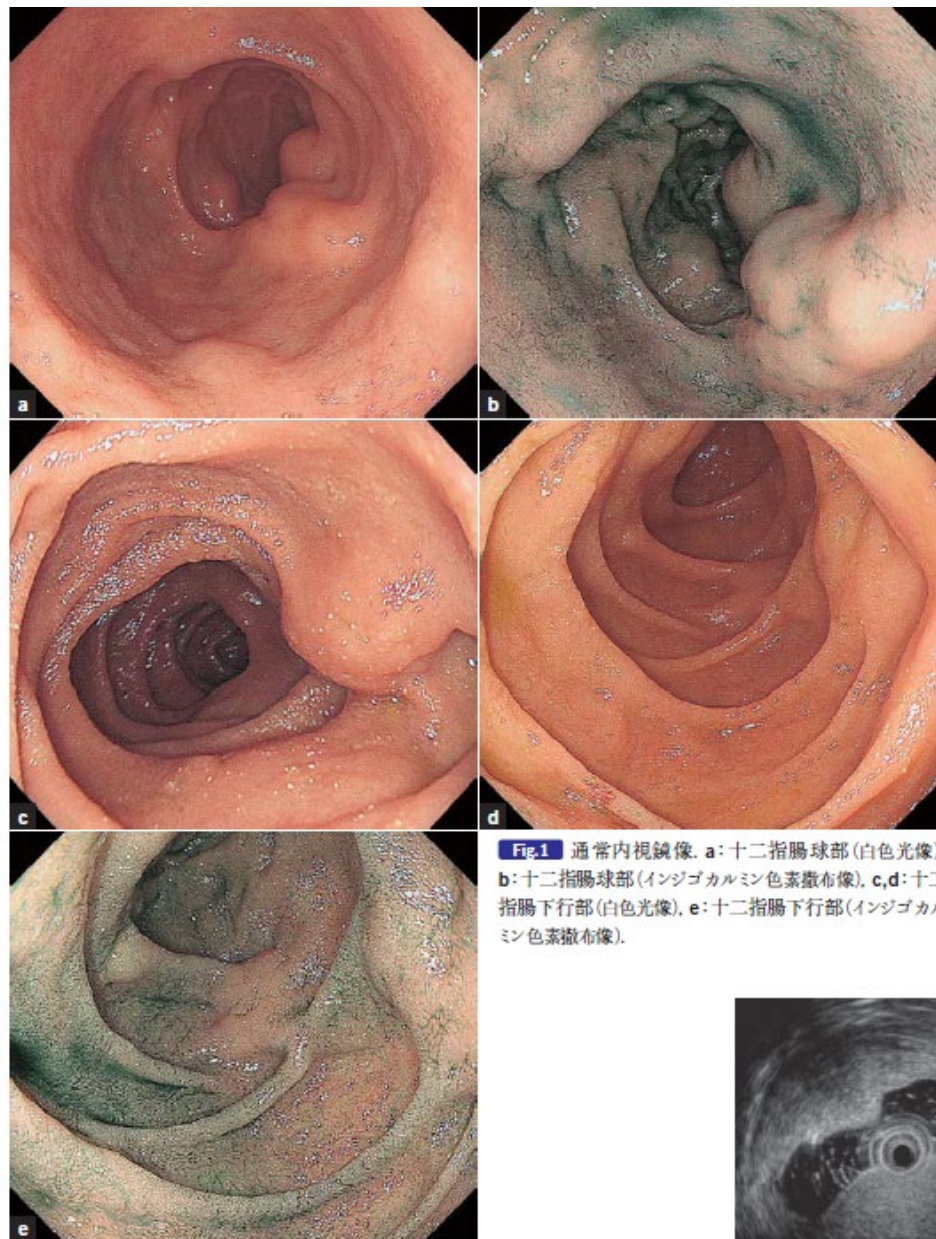 a
b
c
d
Fig.1 通常内視鏡像. a:十二指腸球部(白色光像)
b:十二指腸球部(インジゴカルミン色素撒布像), c,d:十二
指腸下行部(白色光像), e:十二指腸下行部(インジゴカル
ミン色素撒布像).
e